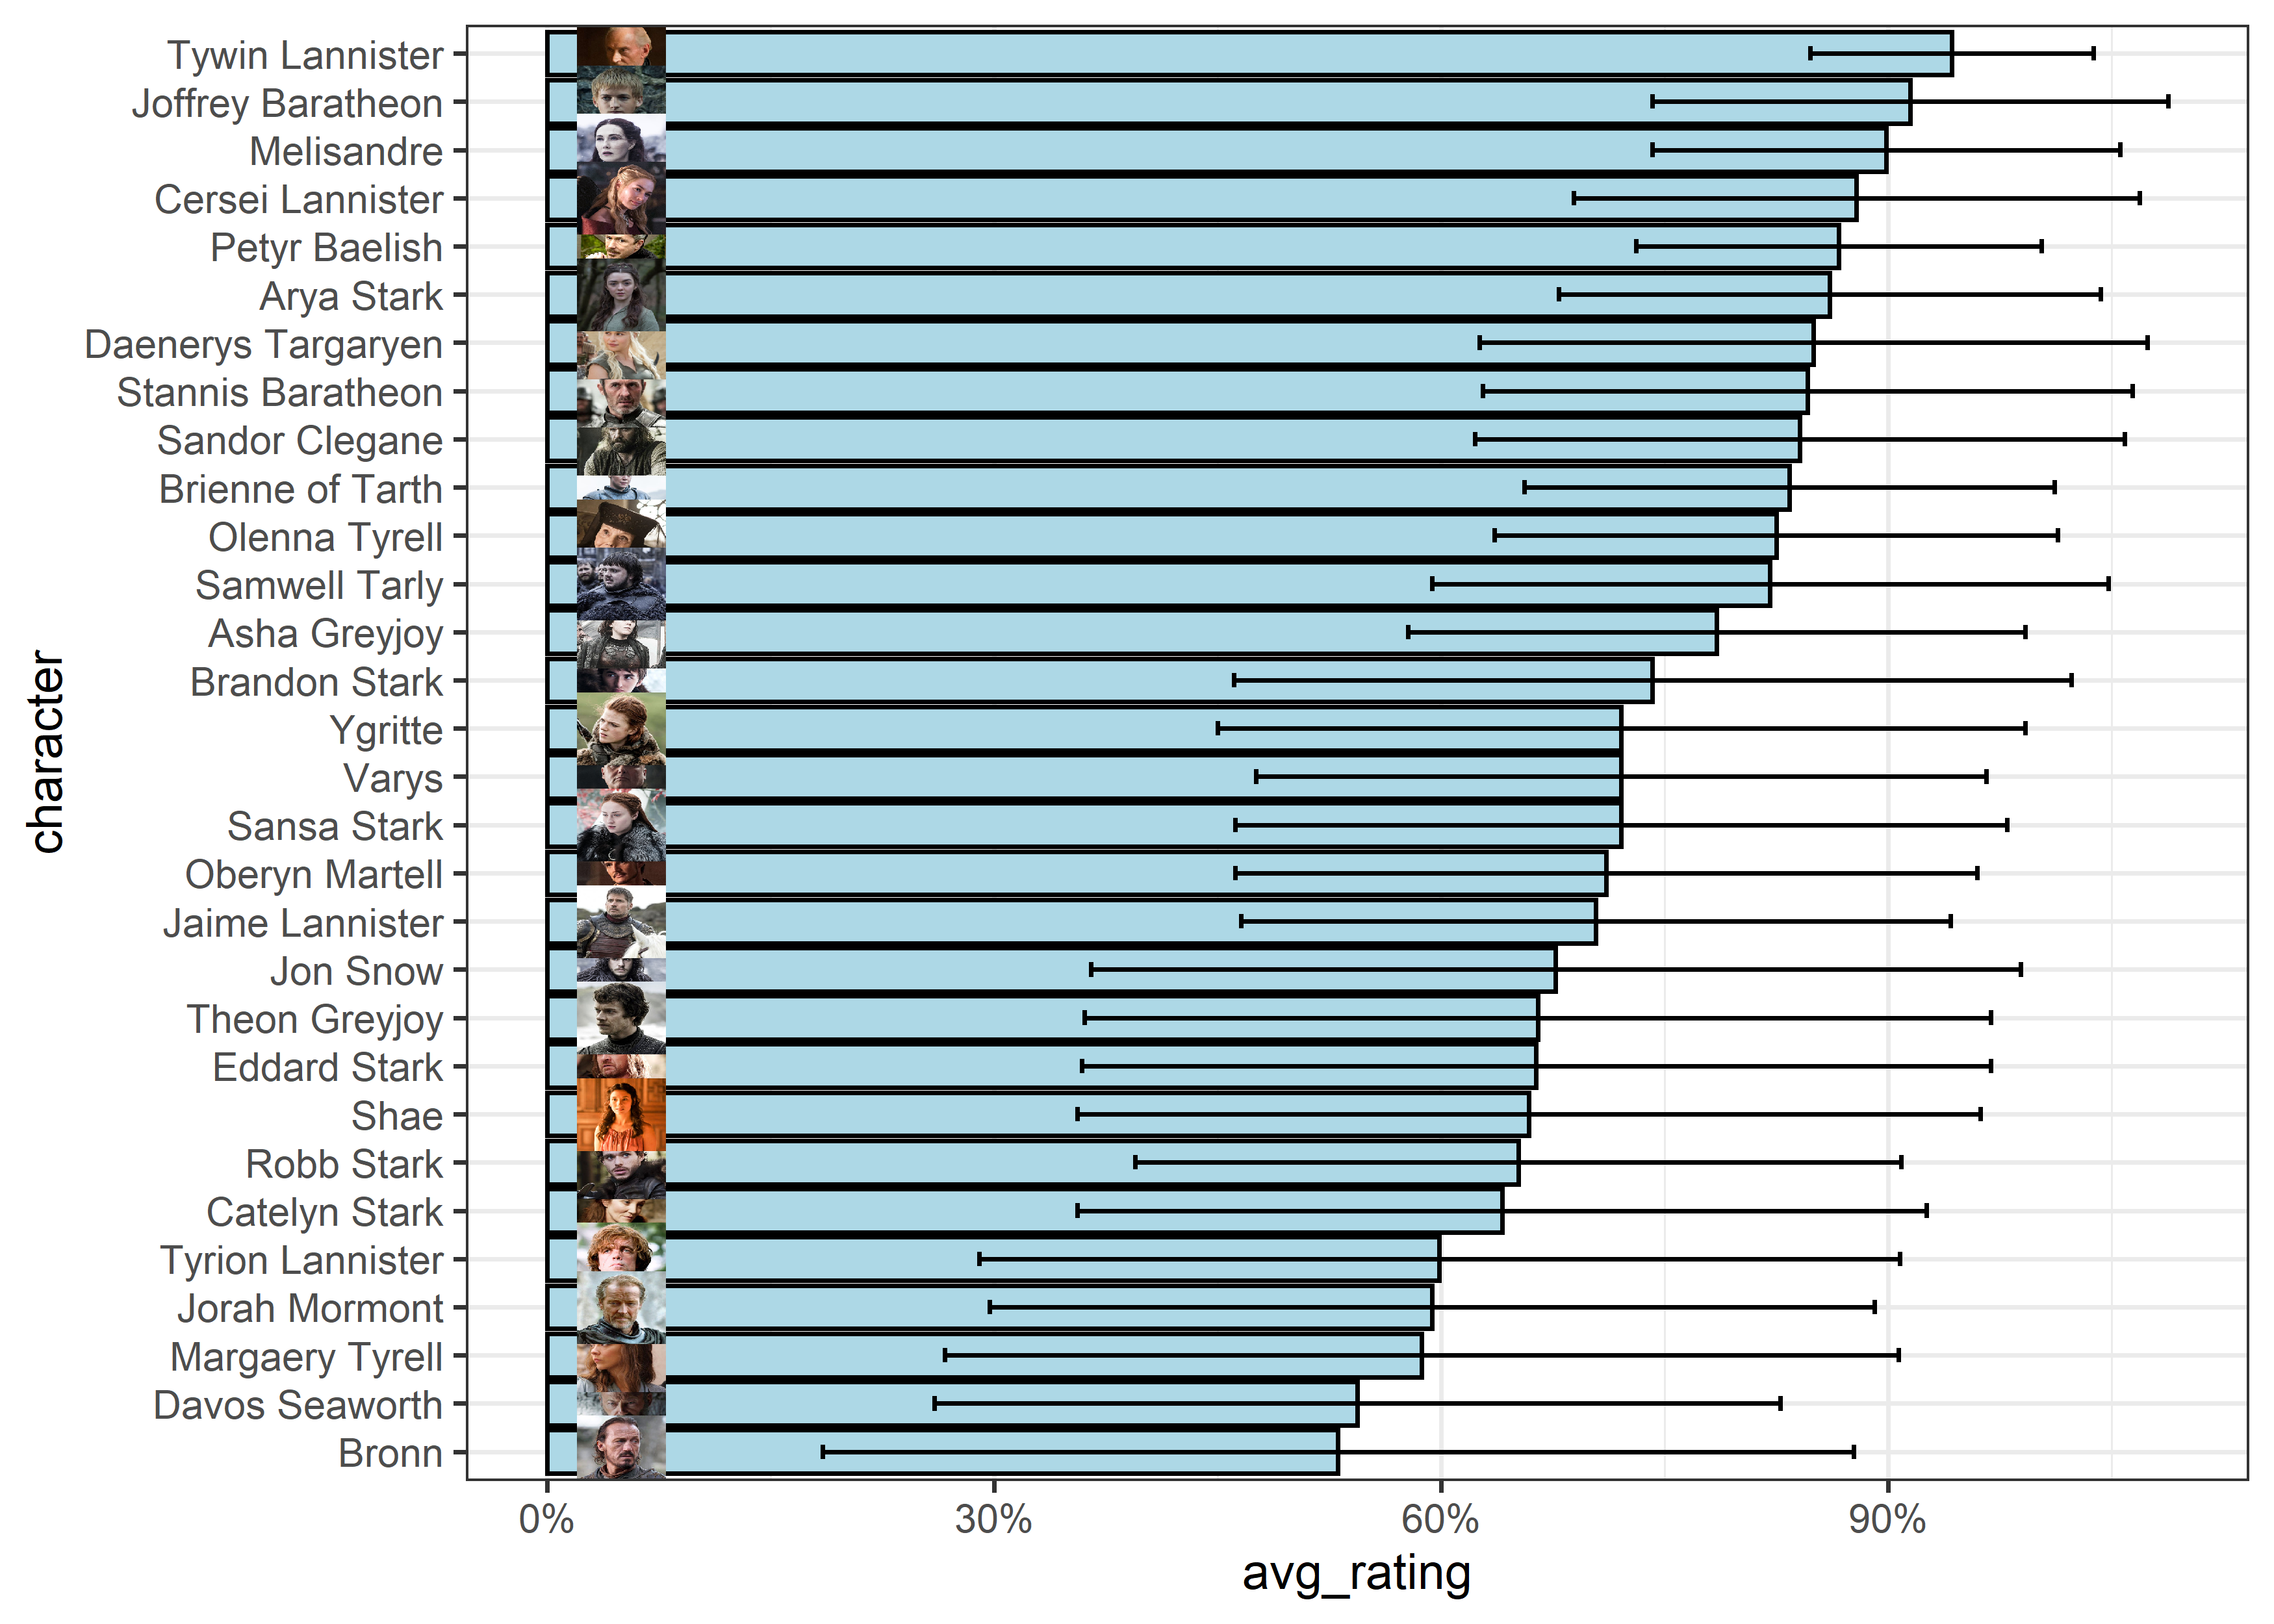 Tywin Lannister
Joffrey Baratheon
Melisandre
Cersei Lannister
Petyr Baelish
Arya Stark
Daenerys Targaryen
Stannis Baratheon
Sandor Clegane
Brienne of Tarth
Olenna Tyrell
Samwell Tarly
Asha Greyjoy
Brandon Stark
Ygritte
Varys
Sansa Stark
Oberyn Martell
Jaime Lannister
Jon Snow
Theon Greyjoy
Eddard Stark
Shae
Robb Stark
Catelyn Stark
Tyrion Lannister
Jorah Mormont
Margaery Tyrell
Davos Seaworth
Bronn
character
0% 30% 60% 90%
avg_rating